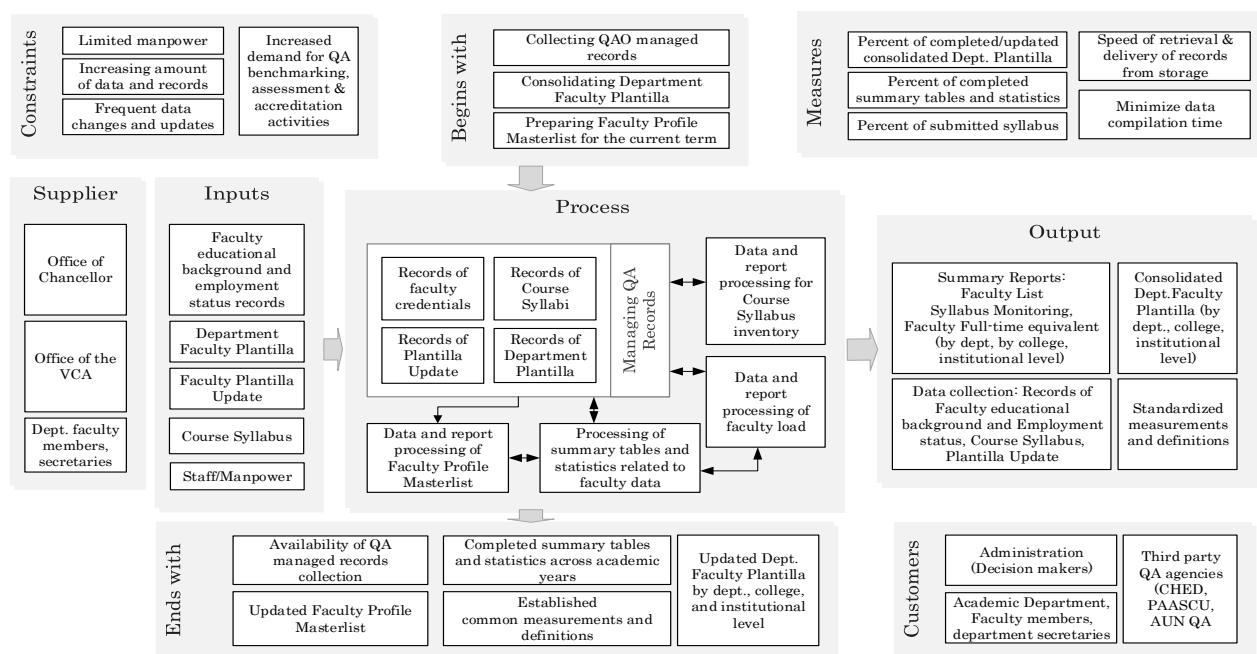 Constraints
Limited manpower
Increasing amount
of data and records
Frequent data
changes and updates
Increased
demand for QA
benchmarking,
assessment &
accreditation
activities
Begins with
Collecting QAO managed
records
Consolidating Department
Faculty Plantilla
Preparing Faculty Profile
Masterlist for the current term
Measures
Percent of completed/updated
consolidated Dept. Plantilla
Percent of completed
summary tables and statistics
Percent of submitted syllabus
Speed of retrieval &
delivery of records
from storage
Minimize data
compilation time
Supplier
Office of
Chancellor
Office of the
VCA
Dept. faculty
members,
secretaries
Inputs
Faculty
educational
background and
employment
status records
Department
Faculty Plantilla
Faculty Plantilla
Update
Course Syllabus
Staff/Manpower
Process
Records of
faculty
credentials
Records of
Course
Syllabi
Records of
Plantilla
Update
Records of
Department
Plantilla
Managing QA
Records
Data and
report
processing for
Course
Syllabus
inventory
Data and
report
processing of
faculty load
Data and report
processing of
Faculty Profile
Masterlist
Processing of
summary tables and
statistics related to
faculty data
Output
Summary Reports:
Faculty List
Syllabus Monitoring,
Faculty Full-time equivalent
(by dept, by college,
institutional level)
Consolidated
Dept.Faculty
Plantilla (by
dept., college,
institutional
level)
Data collection: Records of
Faculty educational
background and Employment
status, Course Syllabus,
Plantilla Update
Standardized
measurements
and definitions
Ends with
Availability of QA
managed records
collection
Updated Faculty Profile
Masterlist
Completed summary tables
and statistics across academic
years
Established
common measurements and
definitions
Updated Dept.
Faculty Plantilla
by dept., college,
and institutional
level
Customers
Administration
(Decision makers)
Academic Department,
Faculty members,
department secretaries
Third party
QA agencies
(CHED,
PAASCU,
AUN QA